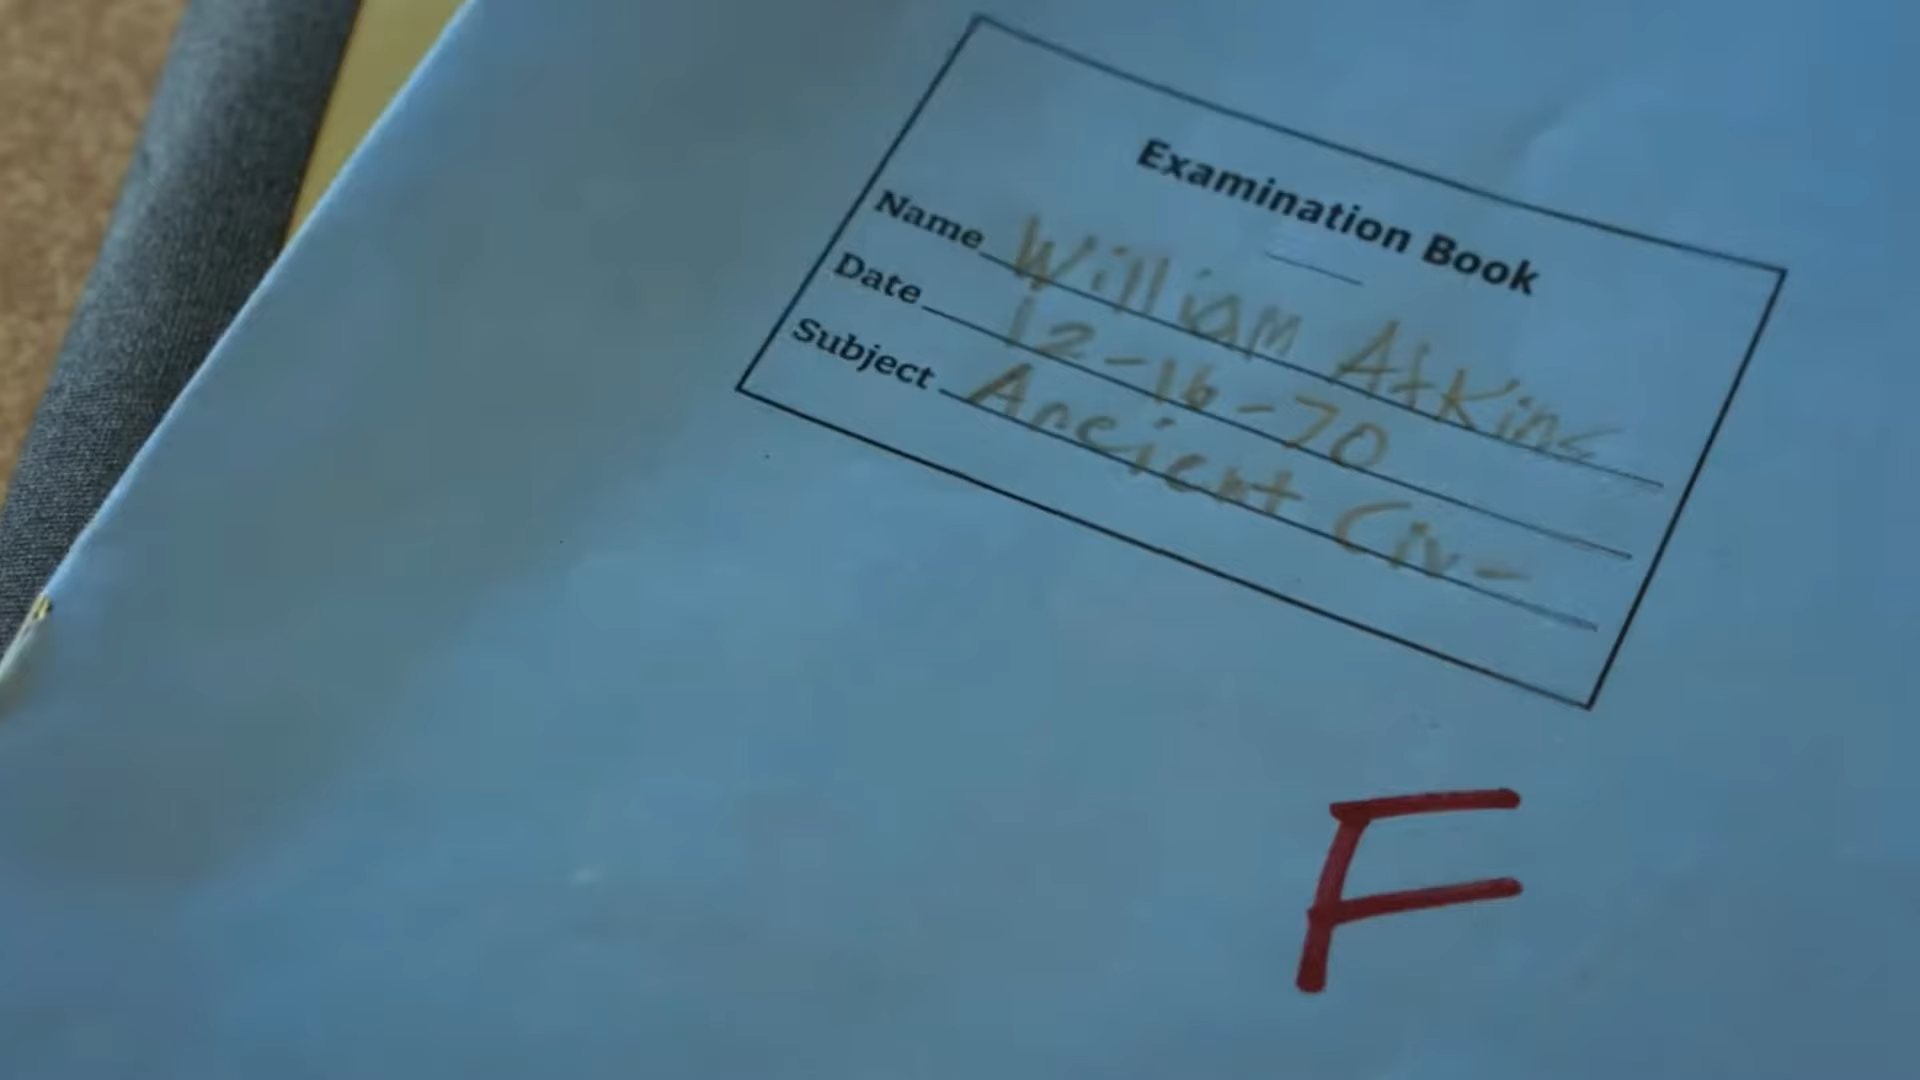 Examination Book
Name William Atkins
Date 12-16-70
Subject Ancient Civ-
F